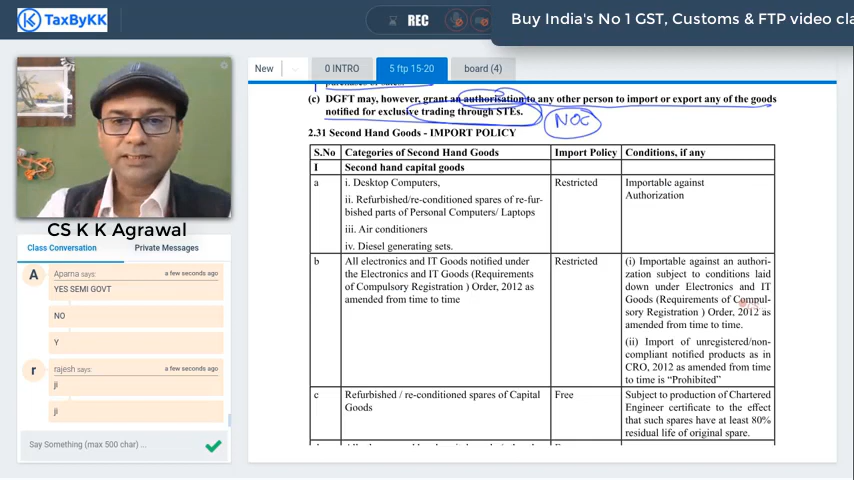 TaxByKK
REC
Buy India's No 1 GST, Customs & FTP video cla
New
0 INTRO
5 ftp 15-20
board (4)
(c) DGFT may, however, grant an authorisation to any other person to import or export any of the goods
notified for exclusive trading through STEs.
NOC
2.31 Second Hand Goods - IMPORT POLICY
S.No Categories of Second Hand Goods Import Policy Conditions, if any
I Second hand capital goods
a i. Desktop Computers, Restricted Importable against
Authorization
ii. Refurbished/re-conditioned spares of re-fur-
bished parts of Personal Computers/ Laptops
iii. Air conditioners
iv. Diesel generating sets.
b All electronics and IT Goods notified under
the Electronics and IT Goods (Requirements
of Compulsory Registration ) Order, 2012 as
amended from time to time
Restricted
(i) Importable against an authori-
zation subject to conditions laid
down under Electronics and IT
Goods (Requirements of Compul-
sory Registration ) Order, 2012 as
amended from time to time.
(ii) Import of unregistered/non-
compliant notified products as in
CRO, 2012 as amended from time
to time is "Prohibited"
c Refurbished / re-conditioned spares of Capital
Goods
Free
Subject to production of Chartered
Engineer certificate to the effect
that such spares have at least 80%
residual life of original spare.
CS K K Agrawal
Class Conversation
Private Messages
A
Aparna says:
a few seconds ago
YES SEMI GOVT
NO
Y
r
rajesh says:
a few seconds ago
ji
ji
Say Something (max 500 char) ...